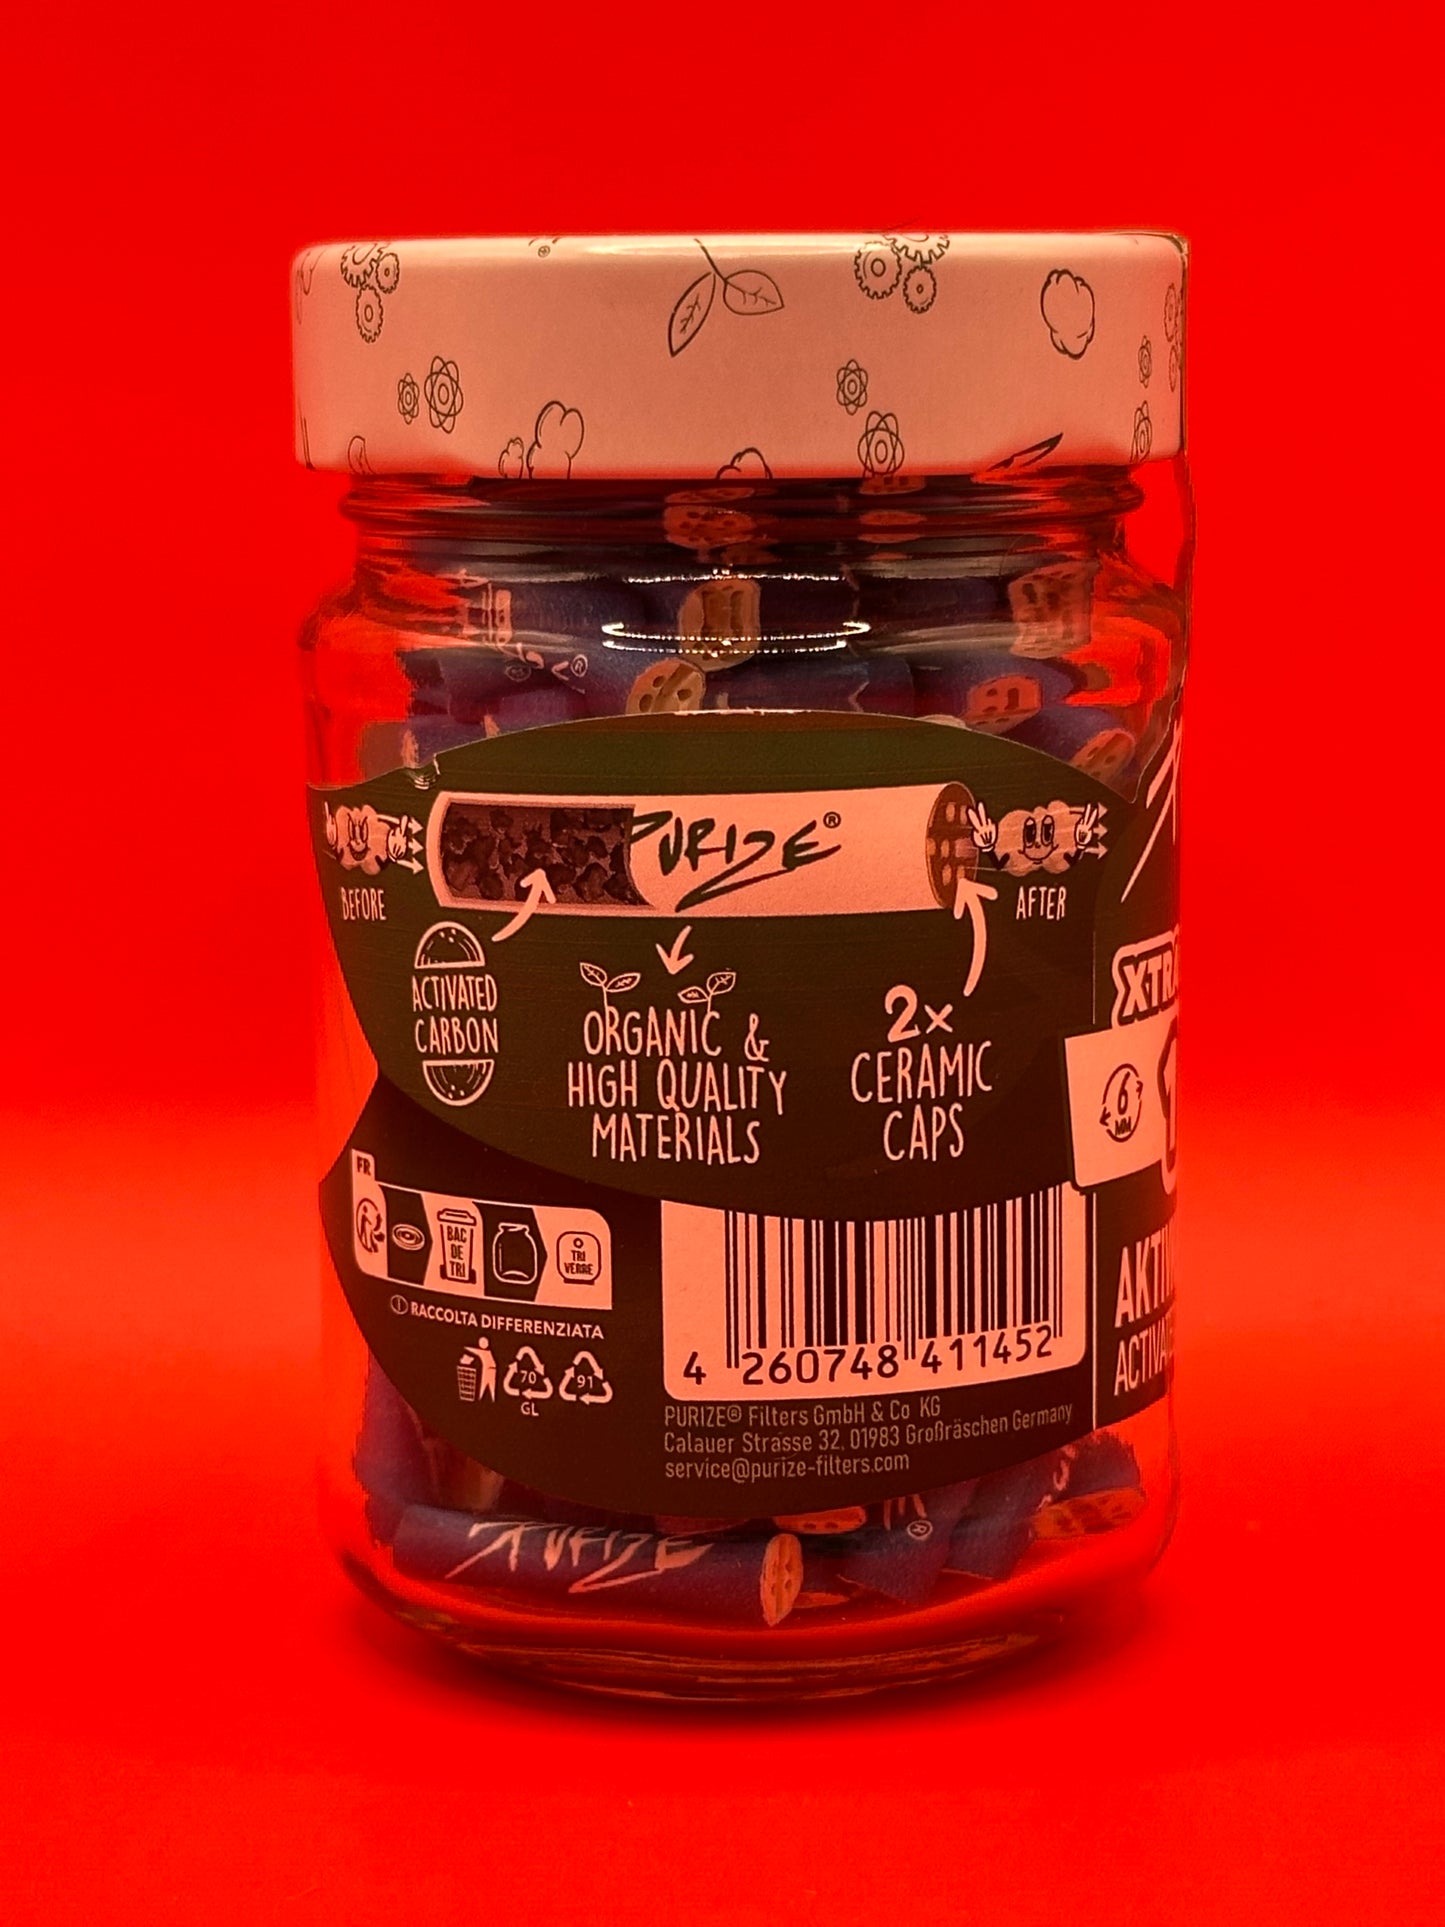 PURIZE®
BEFORE
AFTER
ACTIVATED
CARBON
ORGANIC &
HIGH QUALITY
MATERIALS
2x
CERAMIC
CAPS
X-TRA
6
MM
FR
BAC
DE
TRI
TRI
VERRE
RACCOLTA DIFFERENZIATA
70
GL
91
4 260748 411452
PURIZE® Filters GmbH & Co KG
Calauer Strasse 32, 01983 Großräschen Germany
service@purize-filters.com
PURIZE